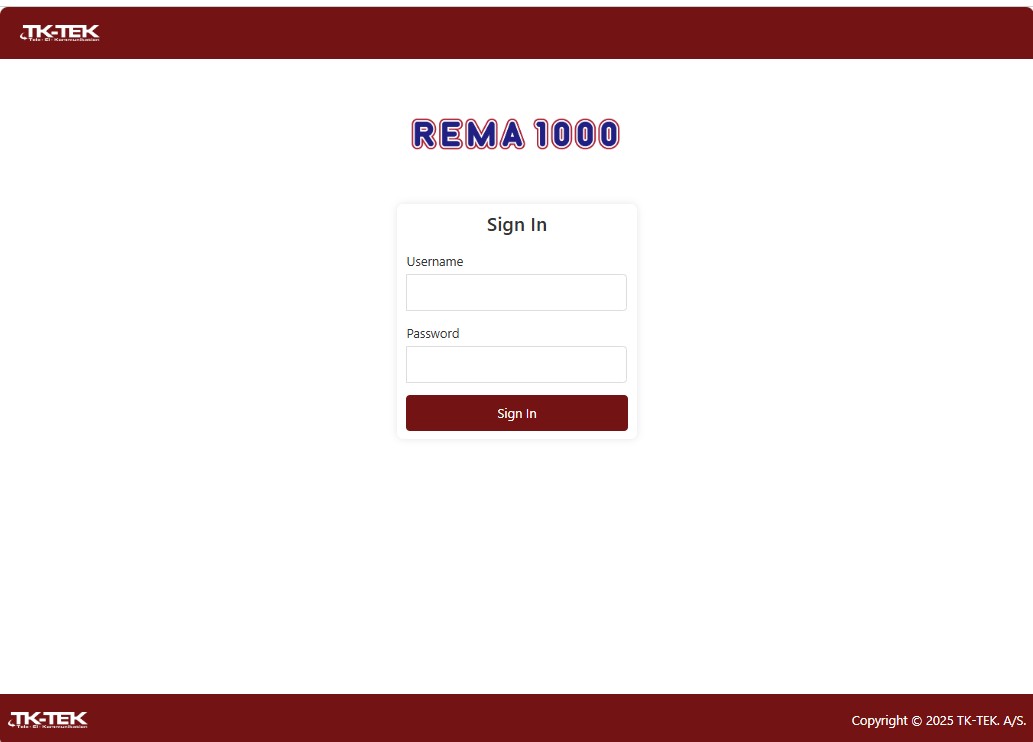 TK-TEK
Tele - El - Kommunikation
REMA 1000
Sign In
Username
Password
Sign In
TK-TEK
Tele - El - Kommunikation
Copyright © 2025 TK-TEK. A/S.